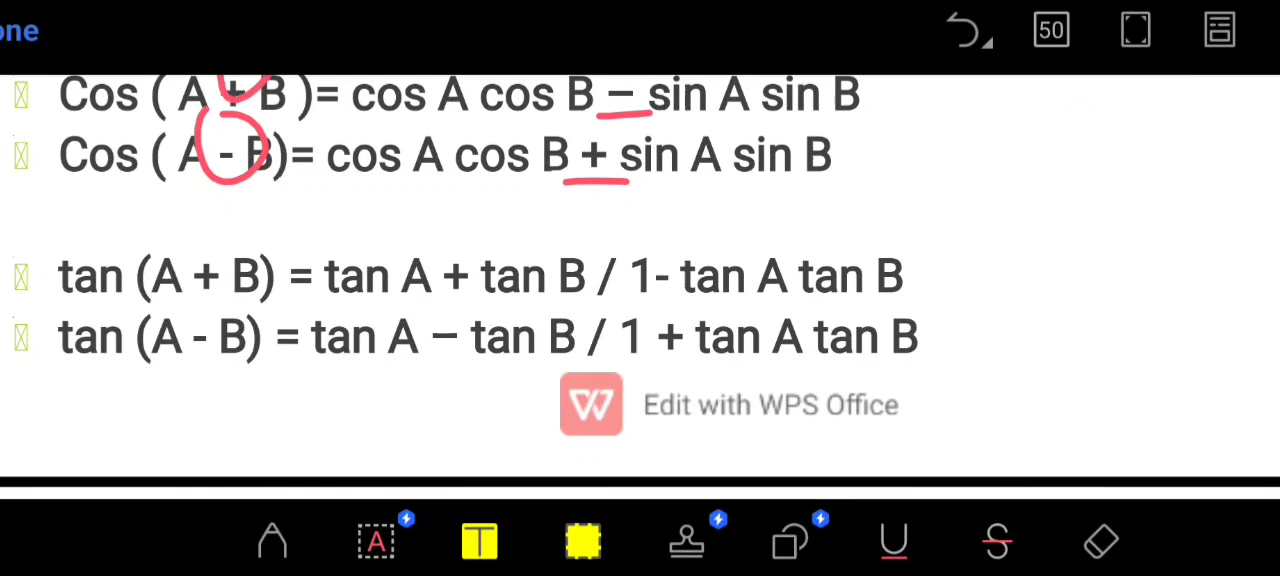 one
50
Cos ( A + B )= cos A cos B – sin A sin B
Cos ( A - B)= cos A cos B + sin A sin B
tan (A + B) = tan A + tan B / 1- tan A tan B
tan (A - B) = tan A – tan B / 1 + tan A tan B
Edit with WPS Office